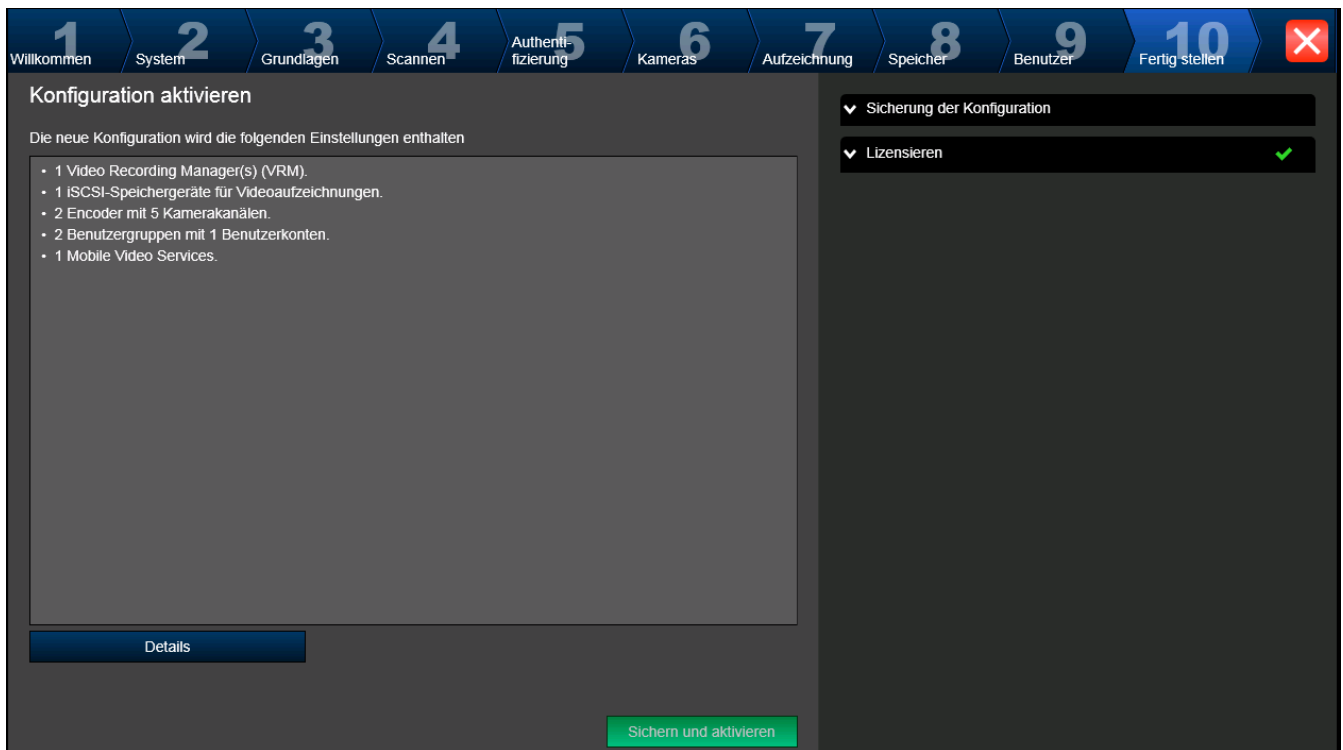 1
Willkommen
2
System
3
Grundlagen
4
Scannen
5
Authenti-
fizierung
6
Kameras
7
Aufzeichnung
8
Speicher
9
Benutzer
10
Fertig stellen
Konfiguration aktivieren
Die neue Konfiguration wird die folgenden Einstellungen enthalten
• 1 Video Recording Manager(s) (VRM).
• 1 iSCSI-Speichergeräte für Videoaufzeichnungen.
• 2 Encoder mit 5 Kamerakanälen.
• 2 Benutzergruppen mit 1 Benutzerkonten.
• 1 Mobile Video Services.
Details
Sichern und aktivieren
Sicherung der Konfiguration
Lizensieren